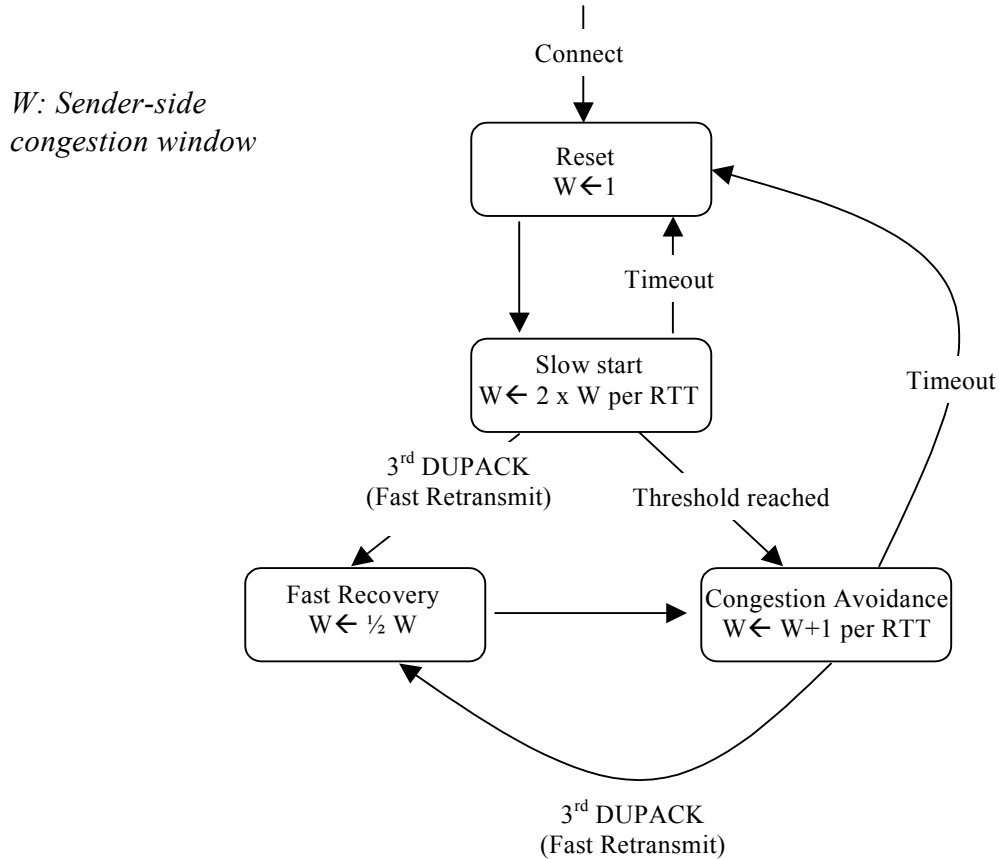 Connect
W: Sender-side
congestion window
Reset
W←1
Timeout
Slow start
W← 2 x W per RTT
Timeout
3rd DUPACK
(Fast Retransmit)
Threshold reached
Fast Recovery
W← ½ W
Congestion Avoidance
W← W+1 per RTT
3rd DUPACK
(Fast Retransmit)